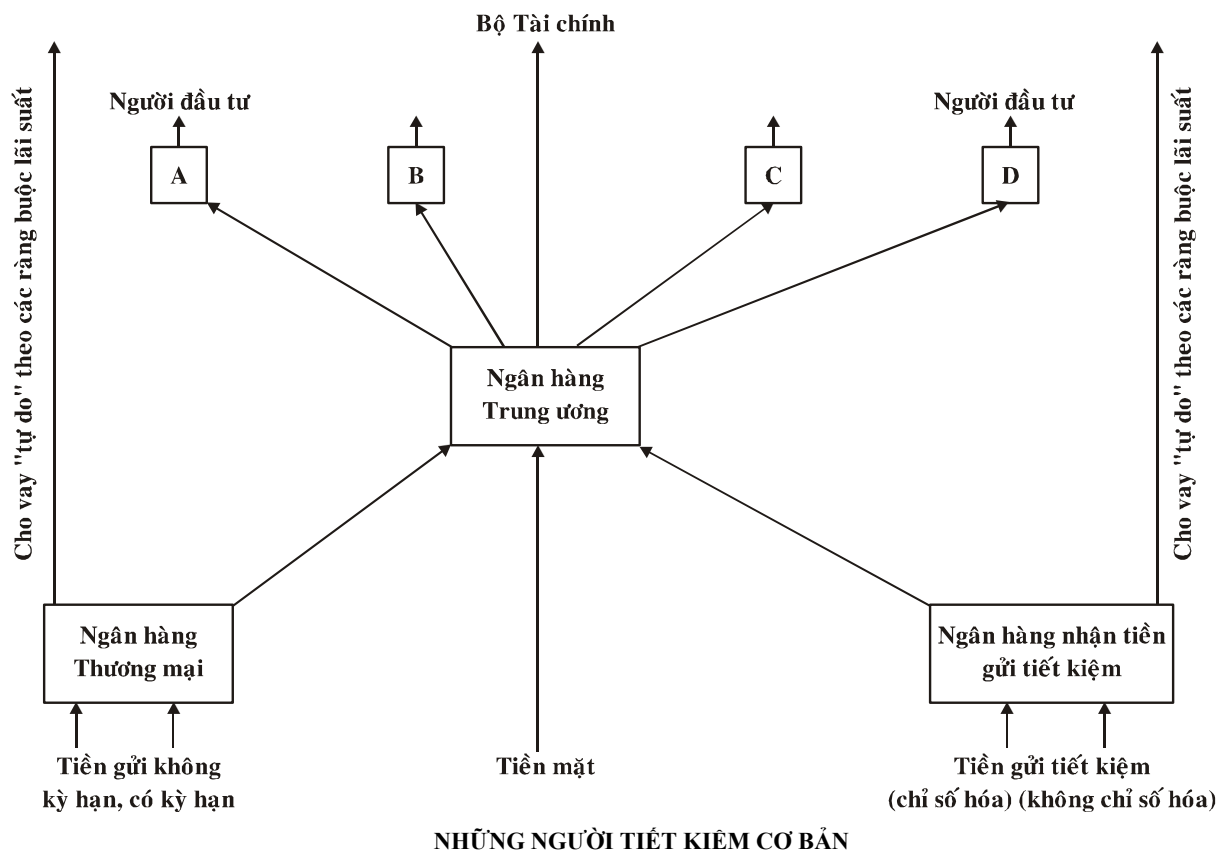 Bộ Tài chính
Người đầu tư
Người đầu tư
A
B
C
D
Cho vay "tự do" theo các ràng buộc lãi suất
Cho vay "tự do" theo các ràng buộc lãi suất
Ngân hàng
Trung ương
Ngân hàng
Thương mại
Ngân hàng nhận tiền
gửi tiết kiệm
Tiền gửi không
kỳ hạn, có kỳ hạn
Tiền mặt
Tiền gửi tiết kiệm
(chỉ số hóa) (không chỉ số hóa)
NHỮNG NGƯỜI TIẾT KIỆM CƠ BẢN